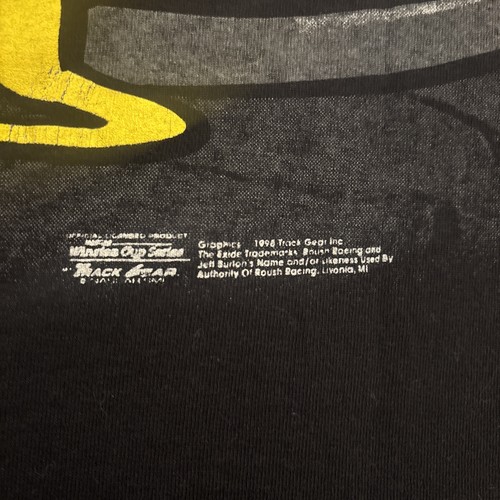 OFFICIAL LICENSED PRODUCT
NASCAR
Winston Cup Series
TRACK GEAR
Graphics 1998 Track Gear Inc
The Exide Trademarks, Roush Racing and
Jeff Burton's Name and/or Likeness Used By
Authority Of Roush Racing, Livonia, MI